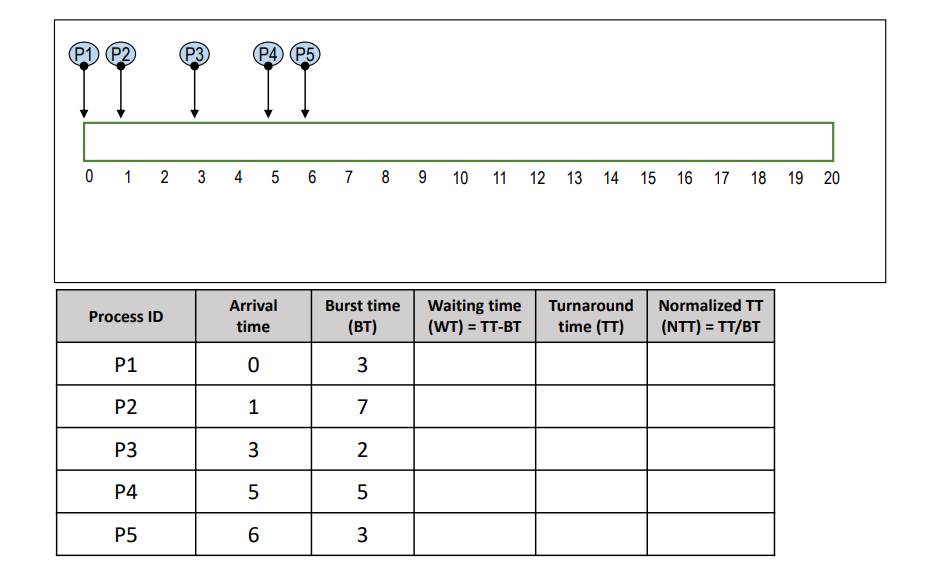 P1 P2 P3 P4 P5
0 1 2 3 4 5 6 7 8 9 10 11 12 13 14 15 16 17 18 19 20
Process ID Arrival time Burst time (BT) Waiting time (WT) = TT-BT Turnaround time (TT) Normalized TT (NTT) = TT/BT
P1 0 3
P2 1 7
P3 3 2
P4 5 5
P5 6 3